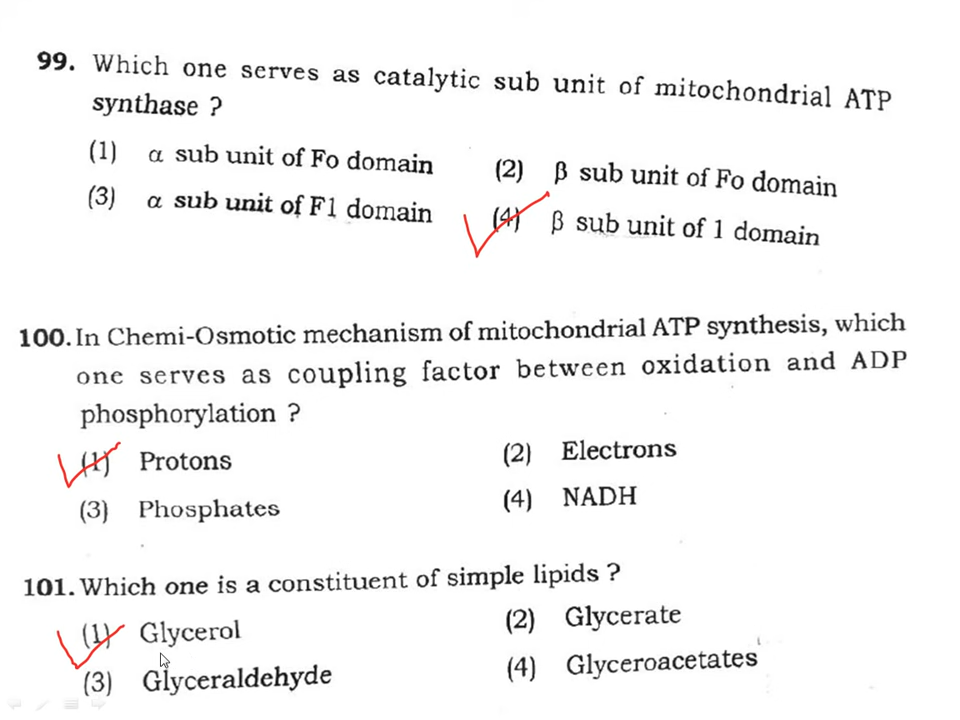 99. Which one serves as catalytic sub unit of mitochondrial ATP
synthase ?
(1) α sub unit of Fo domain (2) β sub unit of Fo domain
(3) α sub unit of F1 domain (4) β sub unit of 1 domain
100. In Chemi-Osmotic mechanism of mitochondrial ATP synthesis, which
one serves as coupling factor between oxidation and ADP
phosphorylation ?
(1) Protons (2) Electrons
(3) Phosphates (4) NADH
101. Which one is a constituent of simple lipids ?
(1) Glycerol (2) Glycerate
(3) Glyceraldehyde (4) Glyceroacetates